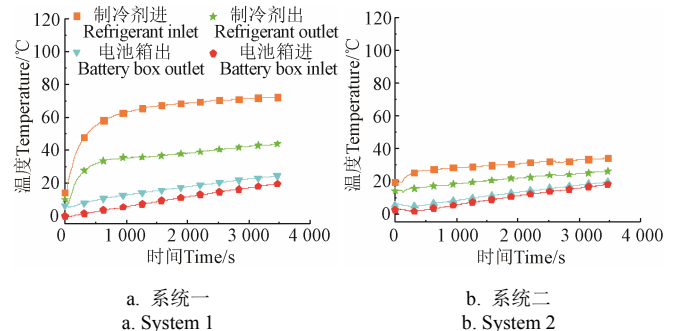 120
100
80
60
40
20
0
温度Temperature/℃
制冷剂进
Refrigerant inlet
制冷剂出
Refrigerant outlet
电池箱出
Battery box outlet
电池箱进
Battery box inlet
0 1 000 2 000 3 000 4 000
时间Time/s
a. 系统一
a. System 1
120
100
80
60
40
20
0
温度Temperature/℃
0 1 000 2 000 3 000 4 000
时间Time/s
b. 系统二
b. System 2